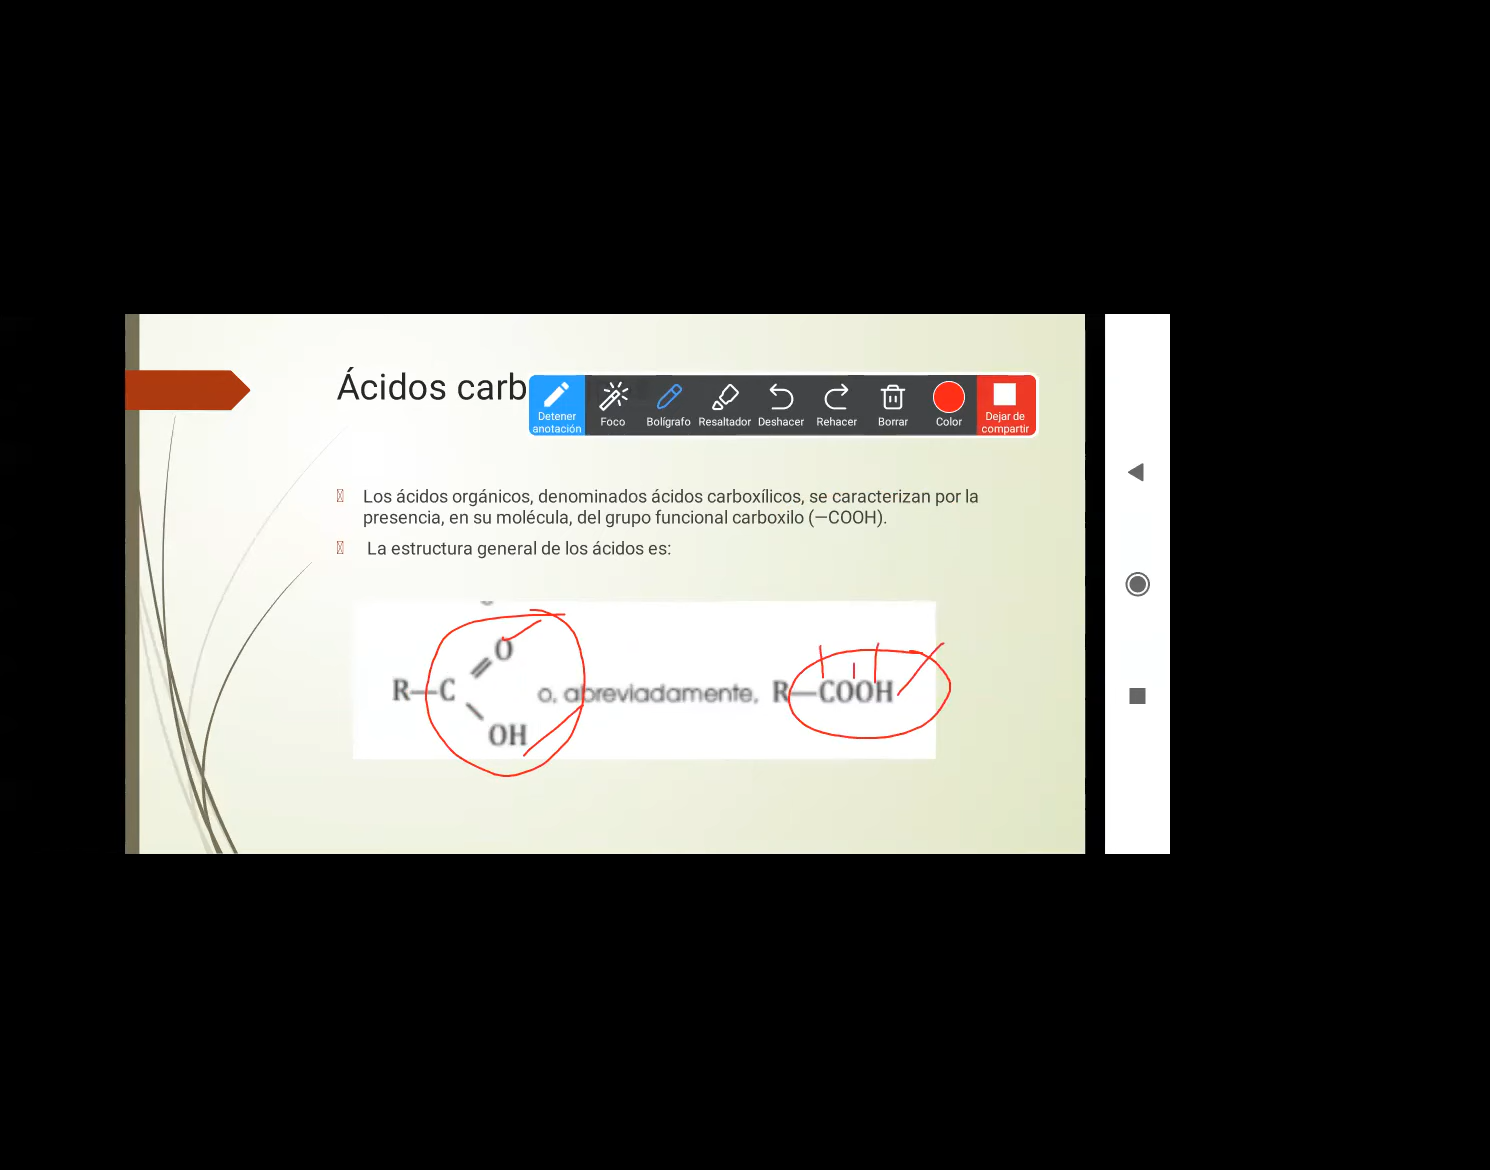 Ácidos carb
Detener
anotación
Foco
Bolígrafo
Resaltador
Deshacer
Rehacer
Borrar
Color
Dejar de
compartir
Los ácidos orgánicos, denominados ácidos carboxílicos, se caracterizan por la
presencia, en su molécula, del grupo funcional carboxilo (—COOH).
La estructura general de los ácidos es:
O
R—C
OH
o, abreviadamente, R—COOH